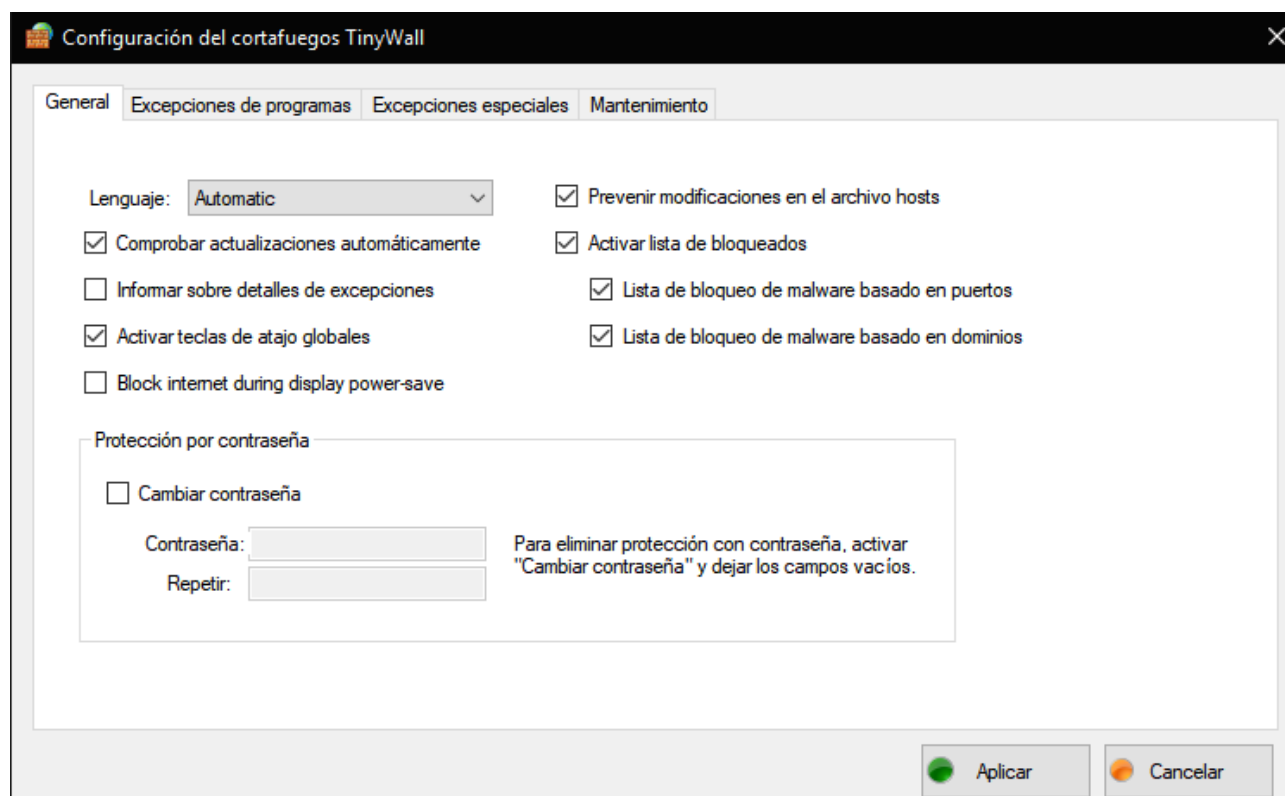 Configuración del cortafuegos TinyWall
General Excepciones de programas Excepciones especiales Mantenimiento
Lenguaje: Automatic
Comprobar actualizaciones automáticamente
Informar sobre detalles de excepciones
Activar teclas de atajo globales
Block internet during display power-save
Prevenir modificaciones en el archivo hosts
Activar lista de bloqueados
Lista de bloqueo de malware basado en puertos
Lista de bloqueo de malware basado en dominios
Protección por contraseña
Cambiar contraseña
Contraseña:
Repetir:
Para eliminar protección con contraseña, activar
"Cambiar contraseña" y dejar los campos vacíos.
Aplicar Cancelar